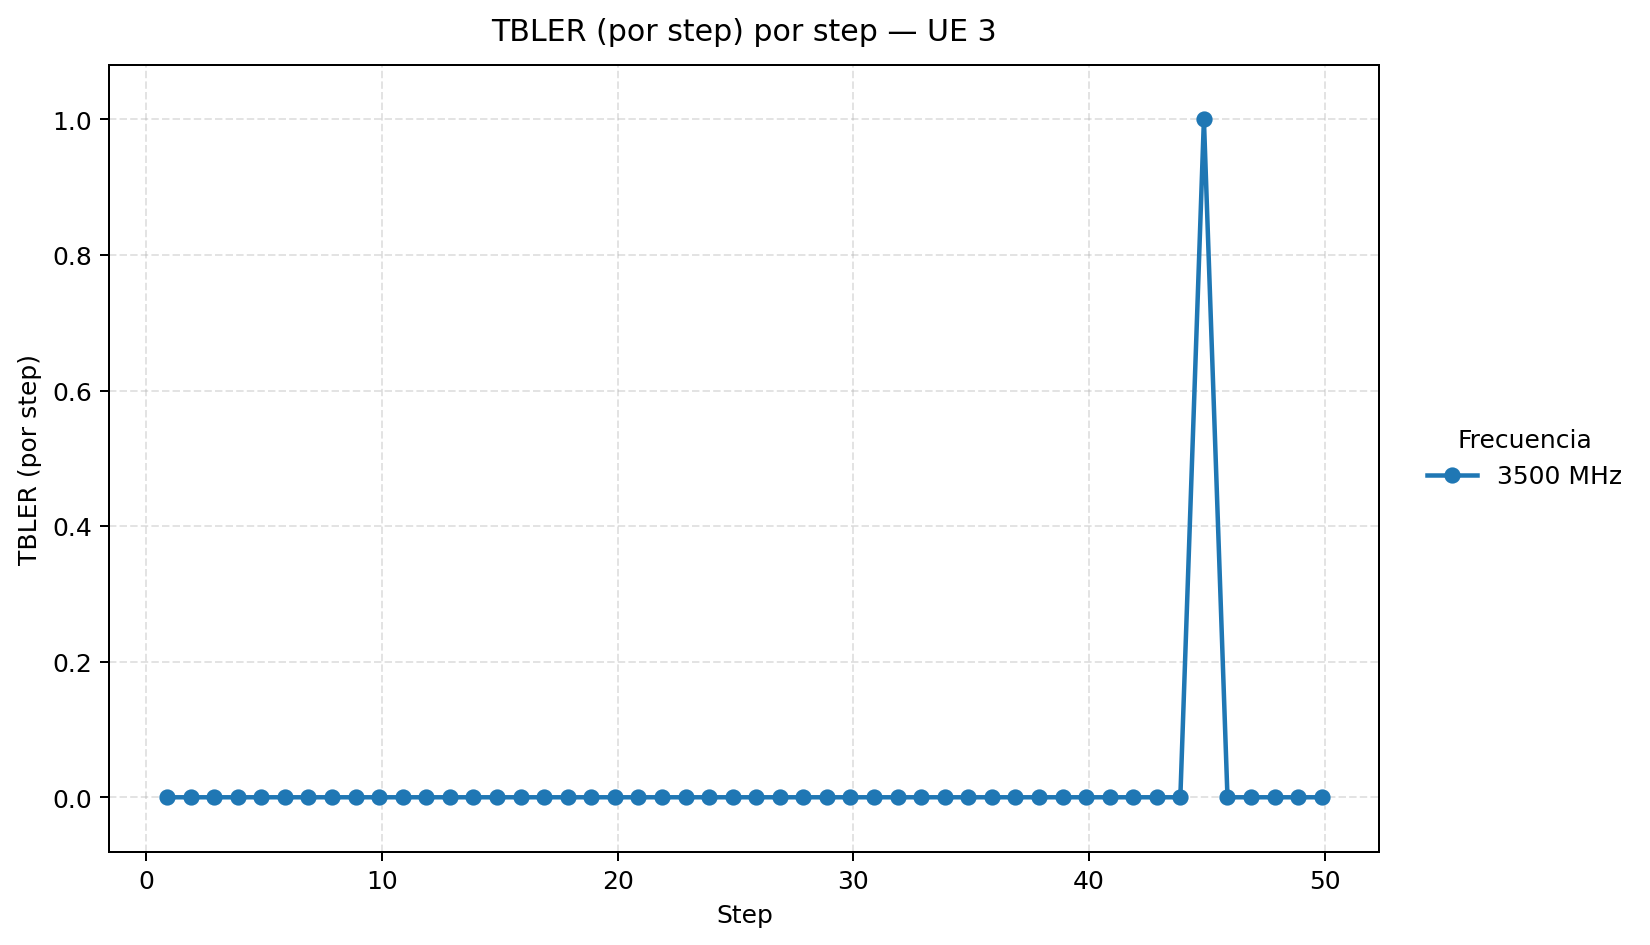 TBLER (por step) por step — UE 3
TBLER (por step)
1.0
0.8
0.6
0.4
0.2
0.0
0
10
20
30
40
50
Step
Frecuencia
3500 MHz